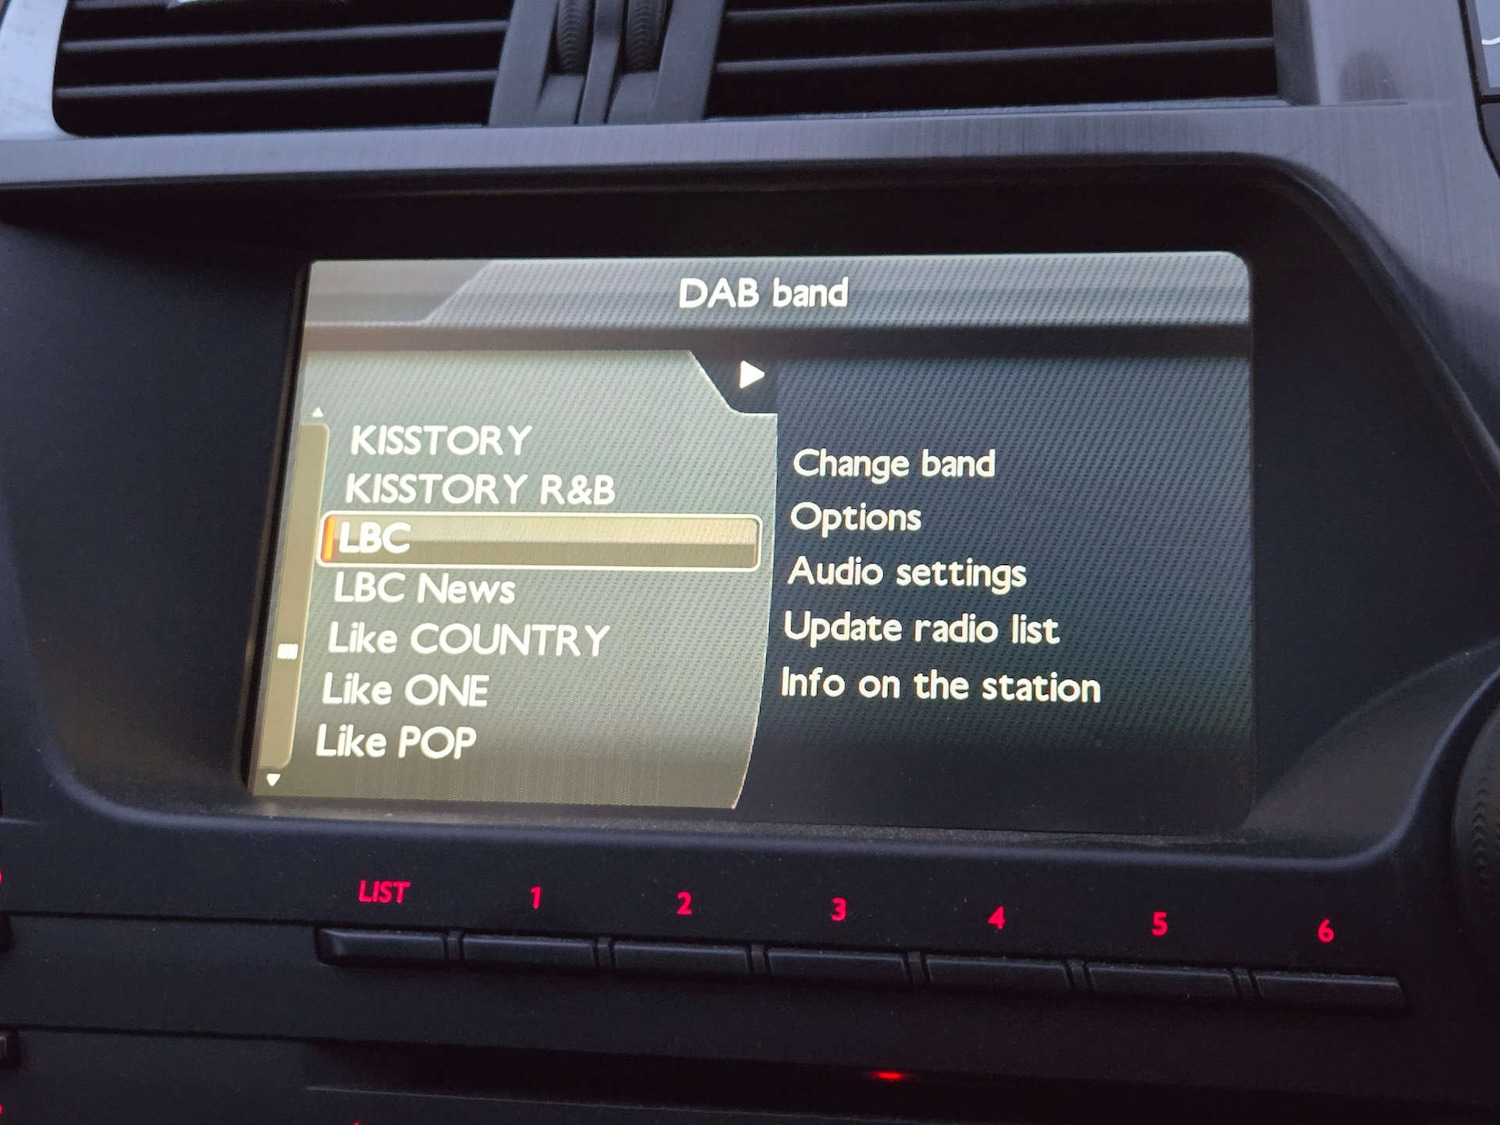 DAB band
KISSTORY
KISSTORY R&B
LBC
LBC News
Like COUNTRY
Like ONE
Like POP
Change band
Options
Audio settings
Update radio list
Info on the station
LIST 1 2 3 4 5 6